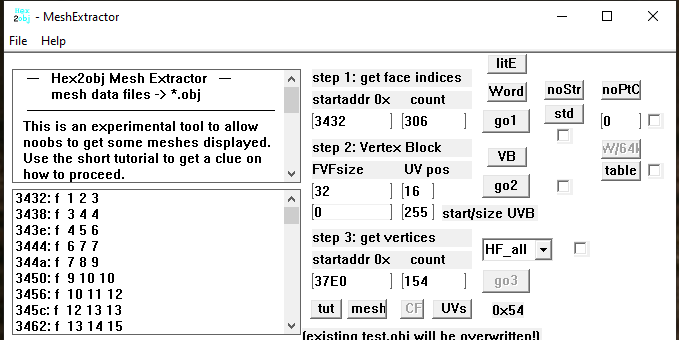 Hex
2obj - MeshExtractor
File Help
— Hex2obj Mesh Extractor —
mesh data files -> *.obj
This is an experimental tool to allow
noobs to get some meshes displayed.
Use the short tutorial to get a clue on
how to proceed.
3432: f 1 2 3
3438: f 3 4 4
343e: f 4 5 6
3444: f 6 7 7
344a: f 7 8 9
3450: f 9 10 10
3456: f 10 11 12
345c: f 12 13 13
3462: f 13 14 15
step 1: get face indices
startaddr 0x count
3432 306
step 2: Vertex Block
FVFsize UV pos
32 16
0 255 start/size UVB
step 3: get vertices
startaddr 0x count
37E0 154
tut mesh CF UVs 0x54
(existing test.obj will be overwritten!)
litE
Word noStr noPtC
go1 std 0
VB
go2 table
HF_all
go3